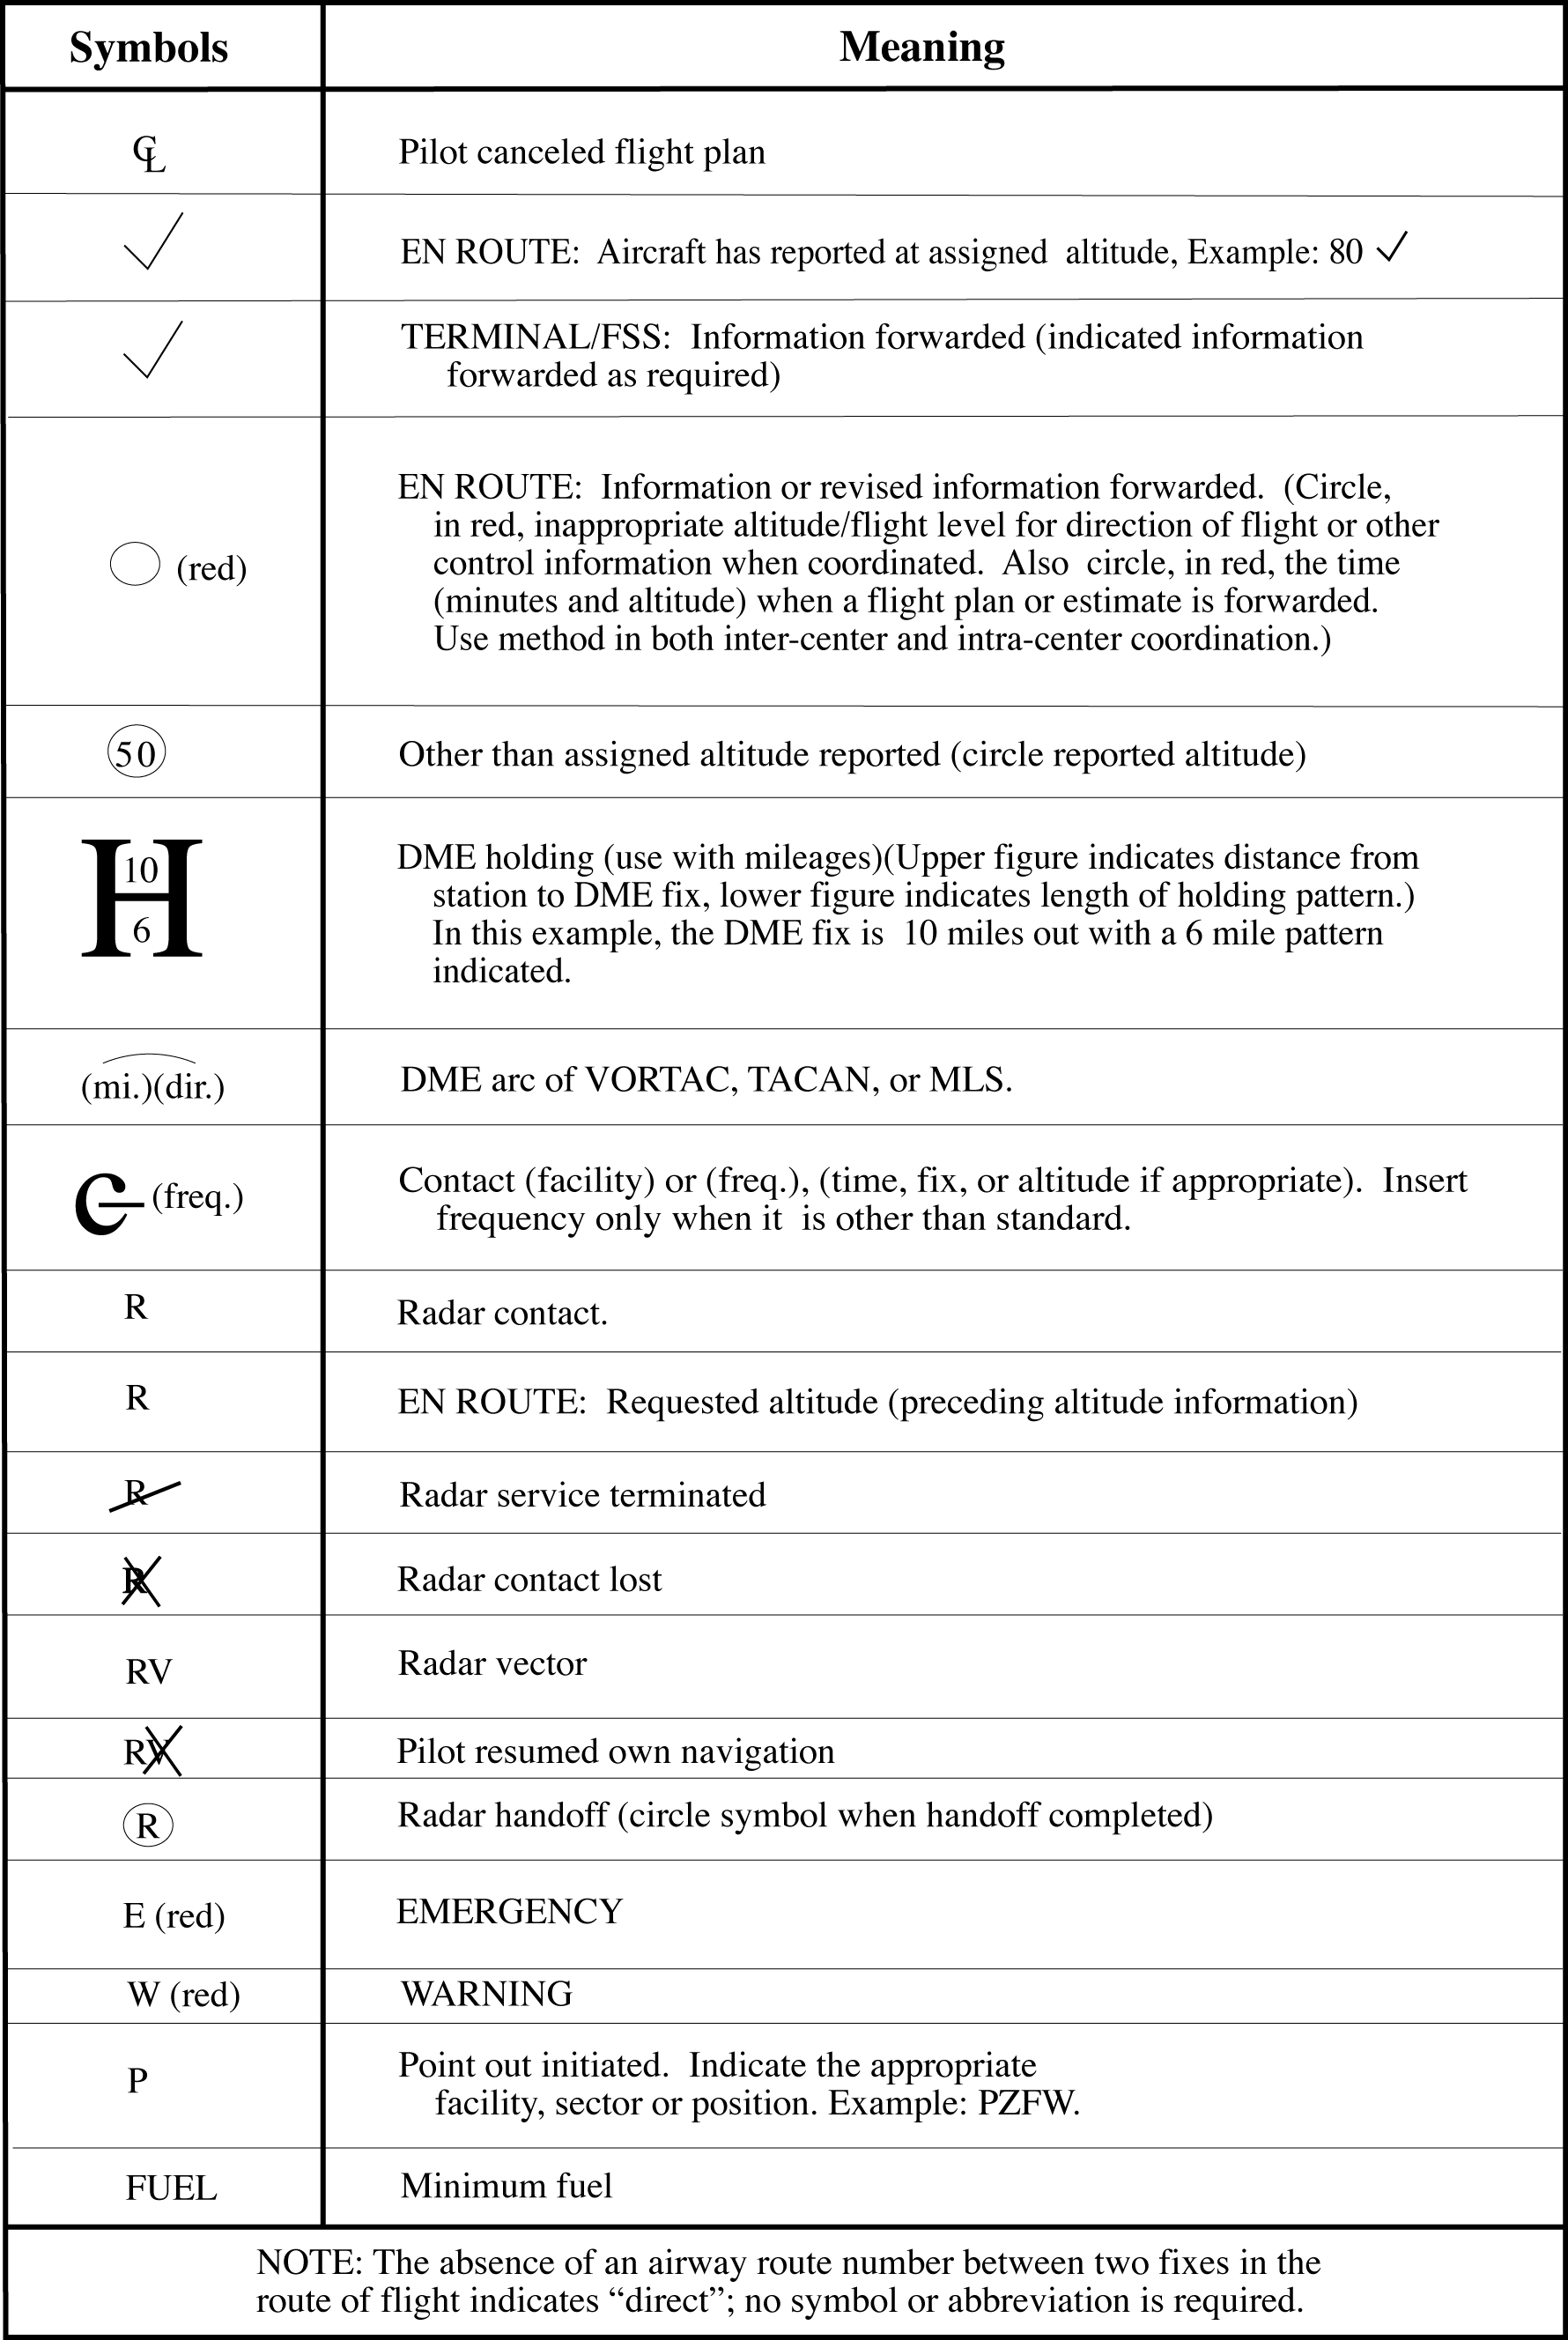 Symbols Meaning
℄ Pilot canceled flight plan
✓ EN ROUTE: Aircraft has reported at assigned altitude, Example: 80 ✓
✓ TERMINAL/FSS: Information forwarded (indicated information
forwarded as required)
EN ROUTE: Information or revised information forwarded. (Circle,
in red, inappropriate altitude/flight level for direction of flight or other
control information when coordinated. Also circle, in red, the time
(red)
(minutes and altitude) when a flight plan or estimate is forwarded.
Use method in both inter-center and intra-center coordination.)
50 Other than assigned altitude reported (circle reported altitude)
H
10
6
DME holding (use with mileages)(Upper figure indicates distance from
station to DME fix, lower figure indicates length of holding pattern.)
In this example, the DME fix is 10 miles out with a 6 mile pattern
indicated.
(mi.)(dir.) DME arc of VORTAC, TACAN, or MLS.
c (freq.) Contact (facility) or (freq.), (time, fix, or altitude if appropriate). Insert
frequency only when it is other than standard.
R Radar contact.
R EN ROUTE: Requested altitude (preceding altitude information)
R Radar service terminated
R Radar contact lost
RV Radar vector
RV Pilot resumed own navigation
R Radar handoff (circle symbol when handoff completed)
E (red) EMERGENCY
W (red) WARNING
P Point out initiated. Indicate the appropriate
facility, sector or position. Example: PZFW.
FUEL Minimum fuel
NOTE: The absence of an airway route number between two fixes in the
route of flight indicates “direct”; no symbol or abbreviation is required.